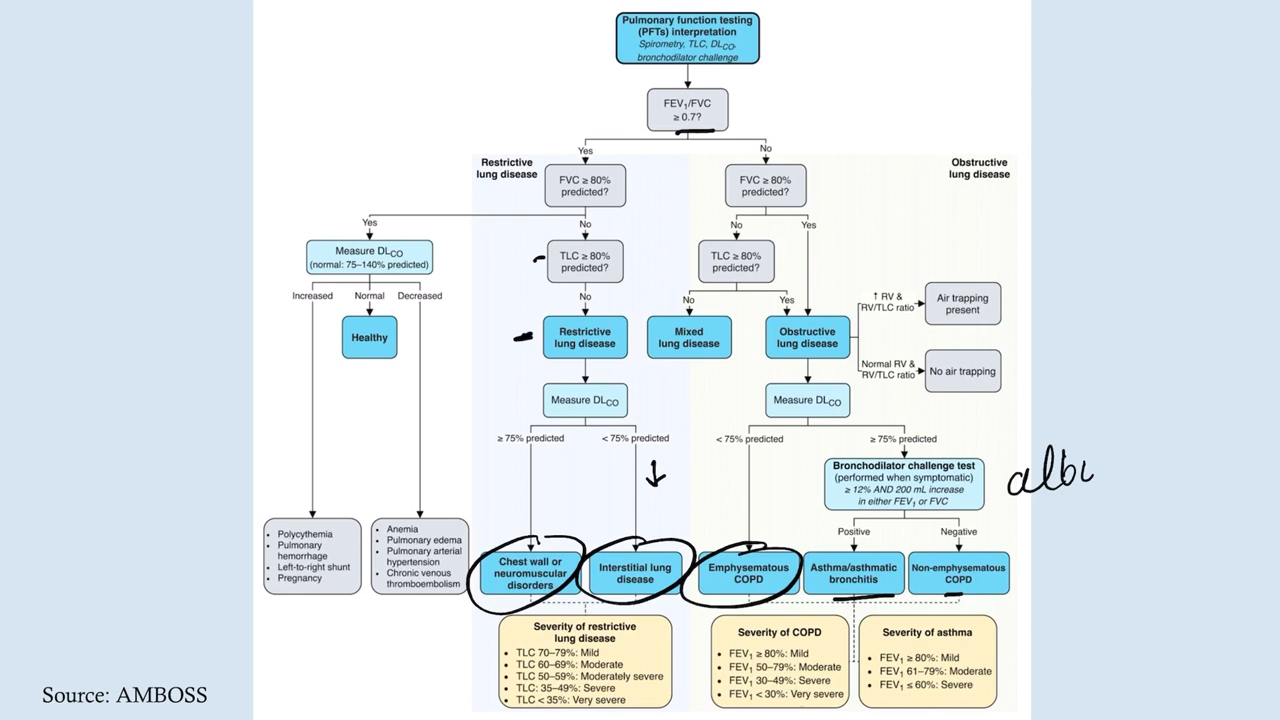 Pulmonary function testing
(PFTs) interpretation
Spirometry, TLC, DLCO,
bronchodilator challenge
FEV1/FVC
≥ 0.7?
Yes
No
Restrictive
lung disease
Obstructive
lung disease
FVC ≥ 80%
predicted?
FVC ≥ 80%
predicted?
Yes
No
No
Yes
Measure DLCO
(normal: 75–140% predicted)
TLC ≥ 80%
predicted?
TLC ≥ 80%
predicted?
Increased
Normal
Decreased
No
No
Yes
↑ RV &
RV/TLC ratio
Air trapping
present
Healthy
Restrictive
lung disease
Mixed
lung disease
Obstructive
lung disease
Normal RV &
RV/TLC ratio
No air trapping
Measure DLCO
Measure DLCO
≥ 75% predicted
< 75% predicted
< 75% predicted
≥ 75% predicted
Bronchodilator challenge test
(performed when symptomatic)
≥ 12% AND 200 mL increase
in either FEV1 or FVC
albu
Positive
Negative
• Polycythemia
• Pulmonary
hemorrhage
• Left-to-right shunt
• Pregnancy
• Anemia
• Pulmonary edema
• Pulmonary arterial
hypertension
• Chronic venous
thromboembolism
Chest wall or
neuromuscular
disorders
Interstitial lung
disease
Emphysematous
COPD
Asthma/asthmatic
bronchitis
Non-emphysematous
COPD
Severity of restrictive
lung disease
• TLC 70–79%: Mild
• TLC 60–69%: Moderate
• TLC 50–59%: Moderately severe
• TLC: 35–49%: Severe
• TLC < 35%: Very severe
Severity of COPD
• FEV1 ≥ 80%: Mild
• FEV1 50–79%: Moderate
• FEV1 30–49%: Severe
• FEV1 < 30%: Very severe
Severity of asthma
• FEV1 ≥ 80%: Mild
• FEV1 61–79%: Moderate
• FEV1 ≤ 60%: Severe
Source: AMBOSS